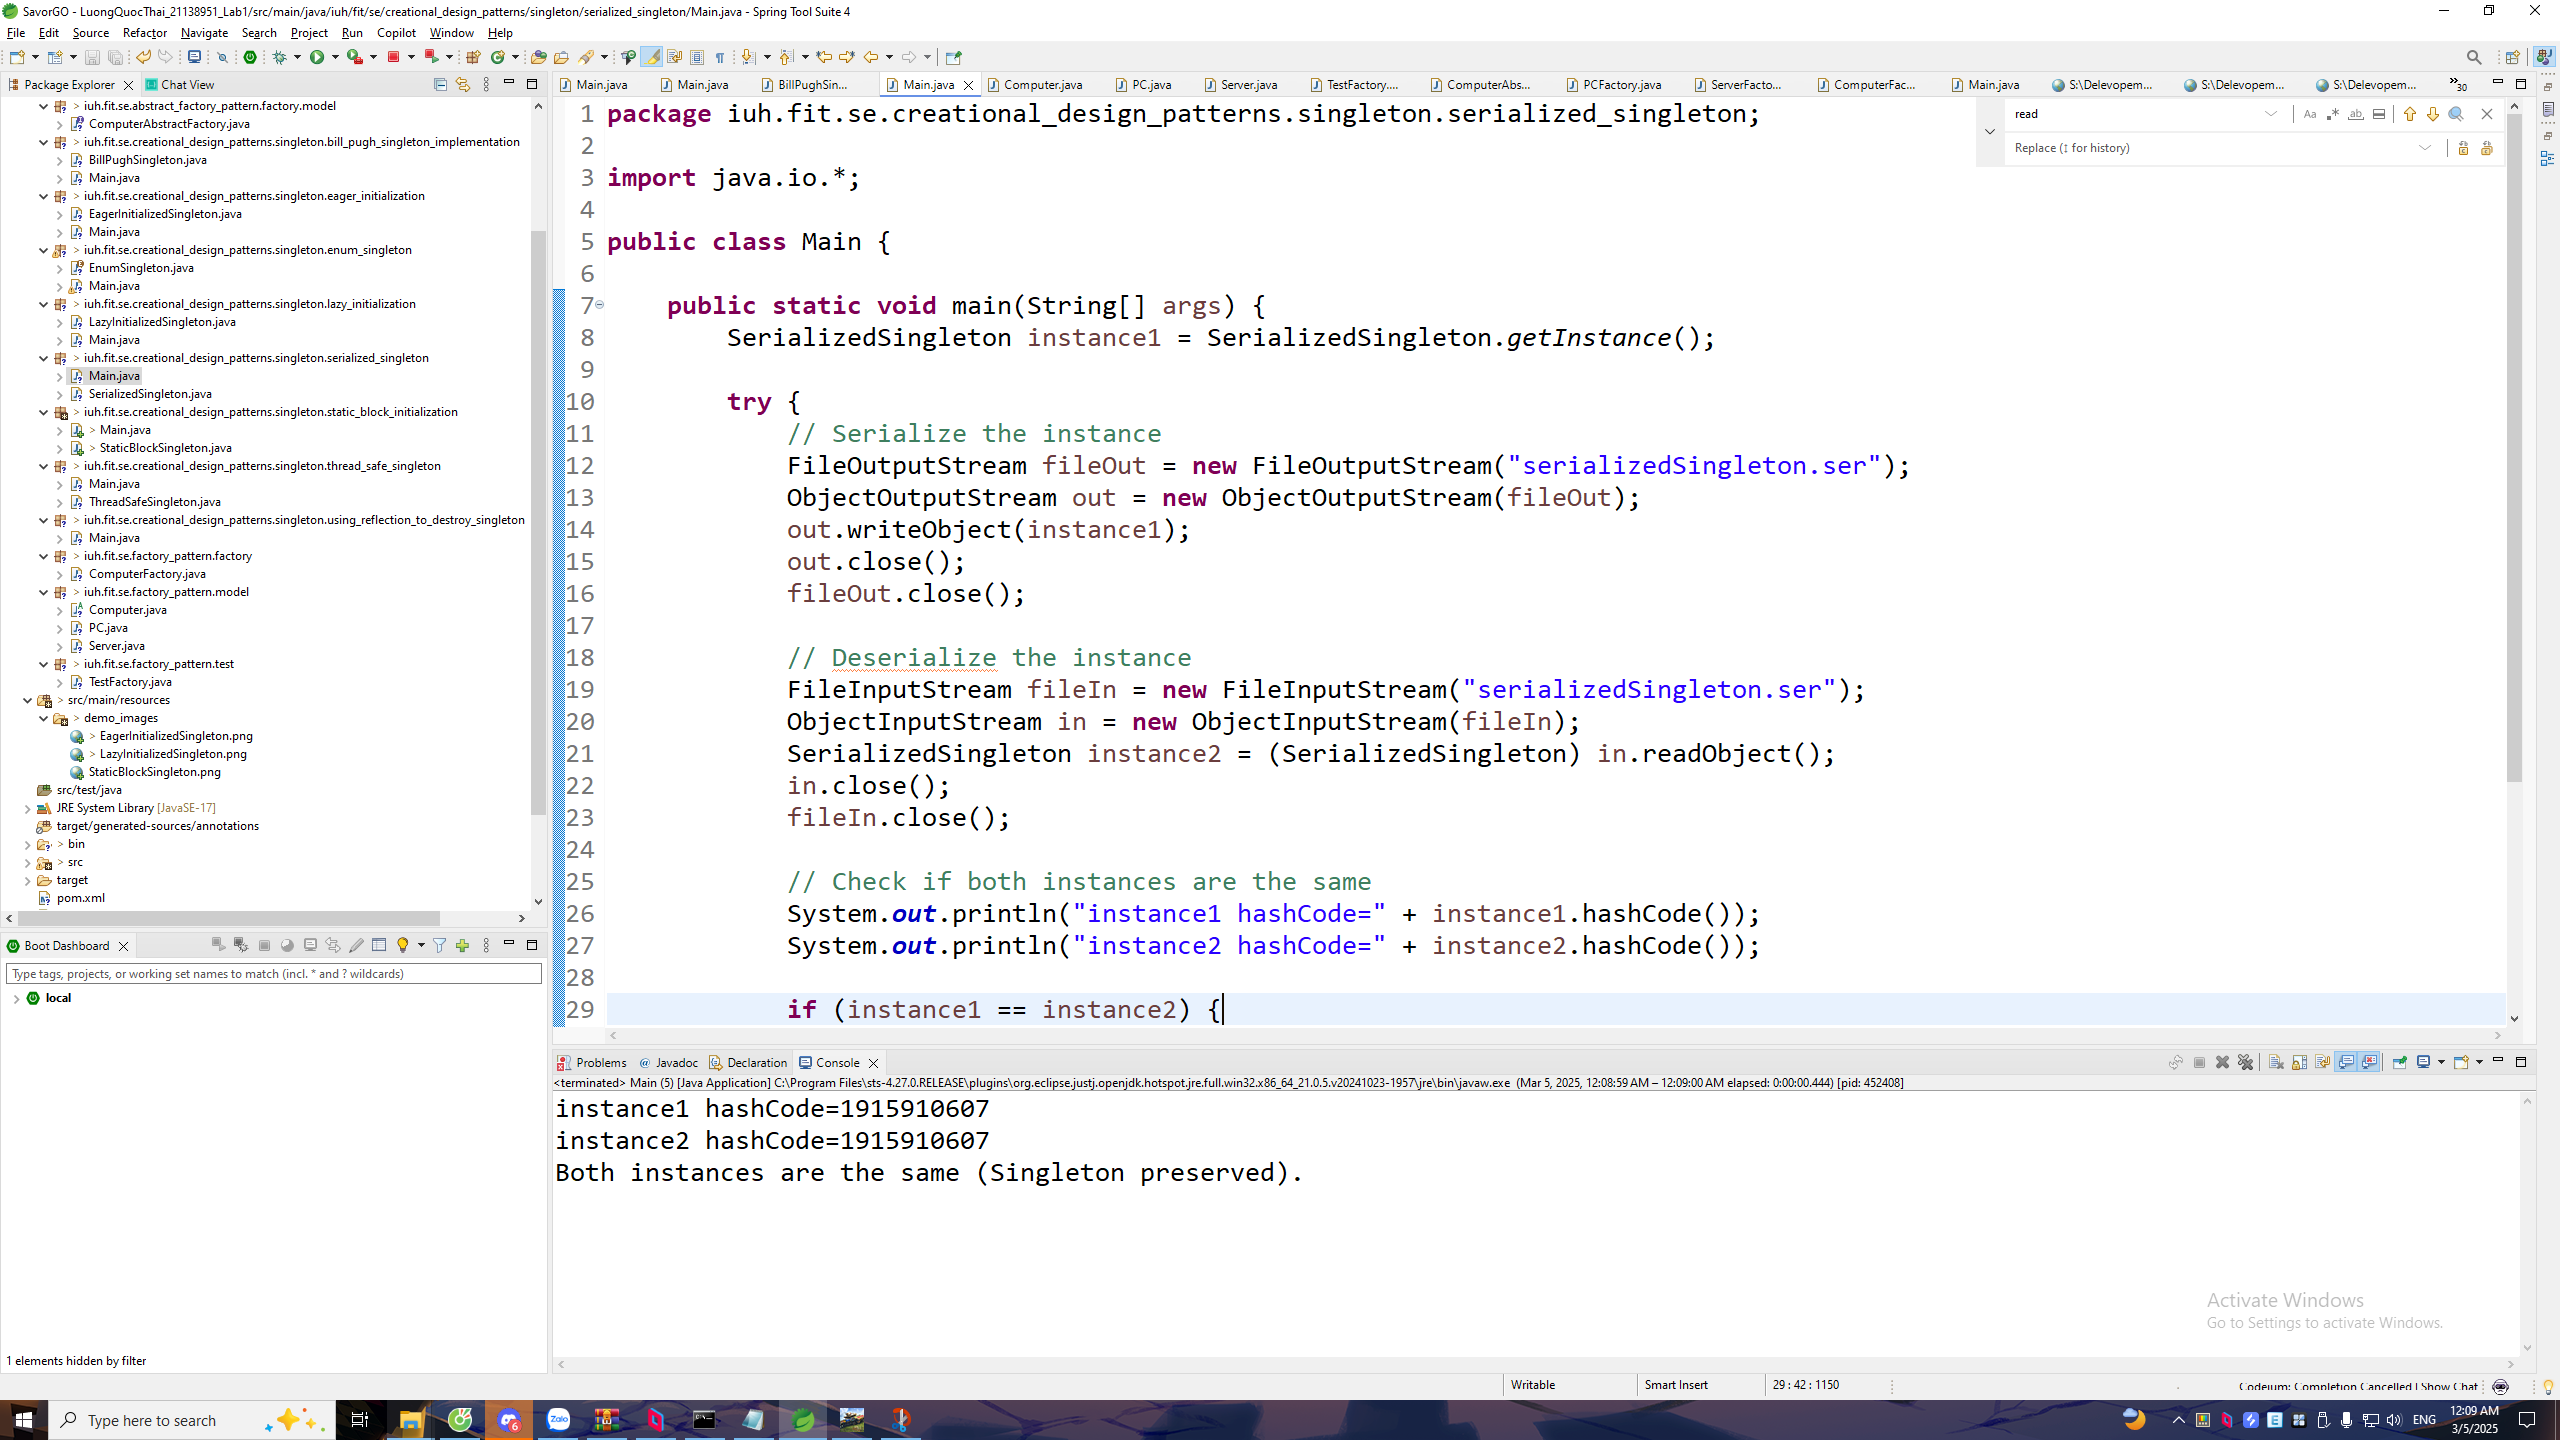 SavorGO - LuongQuocThai_21138951_Lab1/src/main/java/iuh/fit/se/creational_design_patterns/singleton/serialized_singleton/Main.java - Spring Tool Suite 4
File Edit Source Refactor Navigate Search Project Run Copilot Window Help
Package Explorer Chat View
> iuh.fit.se.abstract_factory_pattern.factory.model
ComputerAbstractFactory.java
> iuh.fit.se.creational_design_patterns.singleton.bill_pugh_singleton_implementation
BillPughSingleton.java
Main.java
> iuh.fit.se.creational_design_patterns.singleton.eager_initialization
EagerInitializedSingleton.java
Main.java
> iuh.fit.se.creational_design_patterns.singleton.enum_singleton
EnumSingleton.java
Main.java
> iuh.fit.se.creational_design_patterns.singleton.lazy_initialization
LazyInitializedSingleton.java
Main.java
> iuh.fit.se.creational_design_patterns.singleton.serialized_singleton
Main.java
SerializedSingleton.java
> iuh.fit.se.creational_design_patterns.singleton.static_block_initialization
> Main.java
> StaticBlockSingleton.java
> iuh.fit.se.creational_design_patterns.singleton.thread_safe_singleton
Main.java
ThreadSafeSingleton.java
> iuh.fit.se.creational_design_patterns.singleton.using_reflection_to_destroy_singleton
Main.java
> iuh.fit.se.factory_pattern.factory
ComputerFactory.java
> iuh.fit.se.factory_pattern.model
Computer.java
PC.java
Server.java
> iuh.fit.se.factory_pattern.test
TestFactory.java
> src/main/resources
> demo_images
> EagerInitializedSingleton.png
> LazyInitializedSingleton.png
StaticBlockSingleton.png
src/test/java
JRE System Library [JavaSE-17]
target/generated-sources/annotations
> bin
> src
target
pom.xml
Boot Dashboard
Type tags, projects, or working set names to match (incl. * and ? wildcards)
local
1 elements hidden by filter
Main.java Main.java BillPughSin... Main.java Computer.java PC.java Server.java TestFactory.... ComputerAbs... PCFactory.java ServerFacto... ComputerFac... Main.java S:\Delevopem... S:\Delevopem... S:\Delevopem... »30
read
Replace (↕ for history)
1 package iuh.fit.se.creational_design_patterns.singleton.serialized_singleton;
2
3 import java.io.*;
4
5 public class Main {
6
7 public static void main(String[] args) {
8 SerializedSingleton instance1 = SerializedSingleton.getInstance();
9
10 try {
11 // Serialize the instance
12 FileOutputStream fileOut = new FileOutputStream("serializedSingleton.ser");
13 ObjectOutputStream out = new ObjectOutputStream(fileOut);
14 out.writeObject(instance1);
15 out.close();
16 fileOut.close();
17
18 // Deserialize the instance
19 FileInputStream fileIn = new FileInputStream("serializedSingleton.ser");
20 ObjectInputStream in = new ObjectInputStream(fileIn);
21 SerializedSingleton instance2 = (SerializedSingleton) in.readObject();
22 in.close();
23 fileIn.close();
24
25 // Check if both instances are the same
26 System.out.println("instance1 hashCode=" + instance1.hashCode());
27 System.out.println("instance2 hashCode=" + instance2.hashCode());
28
29 if (instance1 == instance2) {
Problems @ Javadoc Declaration Console
<terminated> Main (5) [Java Application] C:\Program Files\sts-4.27.0.RELEASE\plugins\org.eclipse.justj.openjdk.hotspot.jre.full.win32.x86_64_21.0.5.v20241023-1957\jre\bin\javaw.exe (Mar 5, 2025, 12:08:59 AM – 12:09:00 AM elapsed: 0:00:00.444) [pid: 452408]
instance1 hashCode=1915910607
instance2 hashCode=1915910607
Both instances are the same (Singleton preserved).
Activate Windows
Go to Settings to activate Windows.
Writable Smart Insert 29 : 42 : 1150 Codeium: Completion Cancelled | Show Chat
Type here to search
Zalo
6
ENG
12:09 AM
3/5/2025